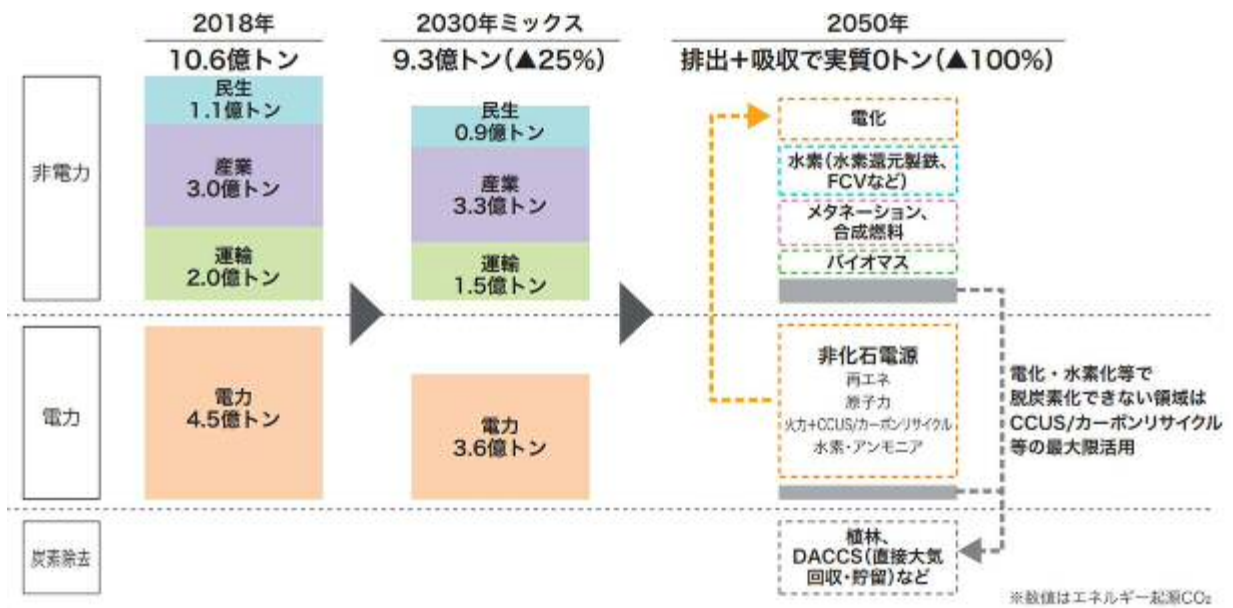 2018年
10.6億トン
2030年ミックス
9.3億トン(▲25%)
2050年
排出+吸収で実質0トン(▲100%)
非電力
民生
1.1億トン
産業
3.0億トン
運輸
2.0億トン
民生
0.9億トン
産業
3.3億トン
運輸
1.5億トン
電化
水素(水素還元製鉄、
FCVなど)
メタネーション、
合成燃料
バイオマス
電力
電力
4.5億トン
電力
3.6億トン
非化石電源
再エネ
原子力
火力+CCUS/カーボンリサイクル
水素・アンモニア
電化・水素化等で
脱炭素化できない領域は
CCUS/カーボンリサイクル
等の最大限活用
炭素除去
植林、
DACCS(直接大気
回収・貯留)など
※数値はエネルギー起源CO₂